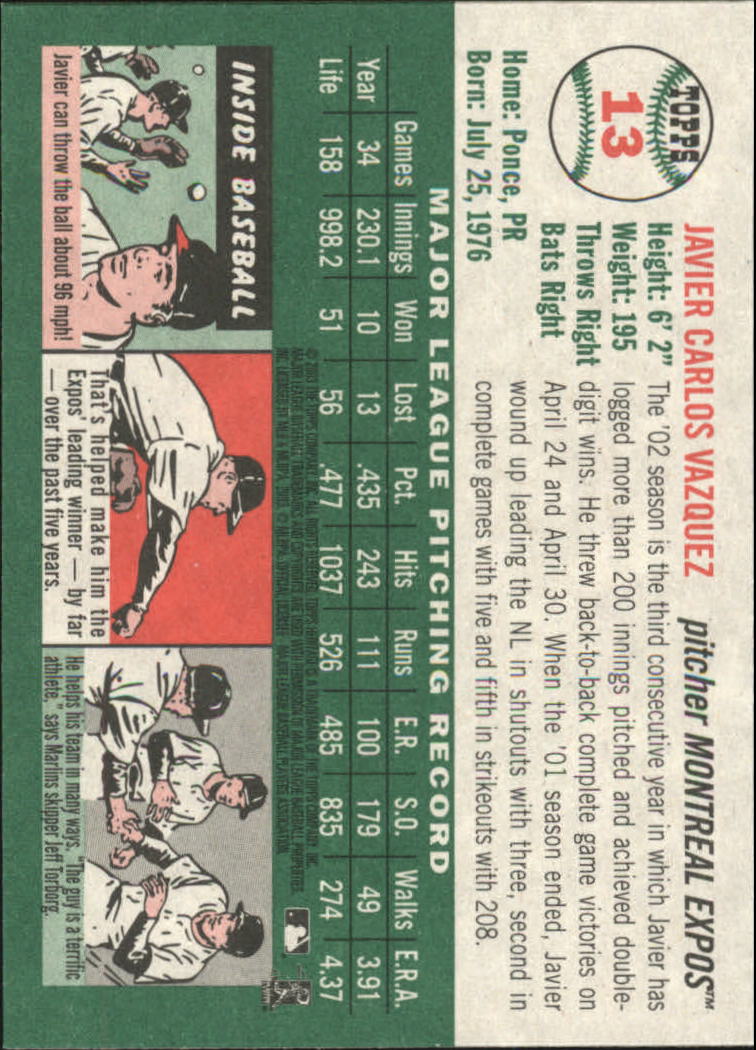 TOPPS
13
JAVIER CARLOS VAZQUEZ
pitcher MONTREAL EXPOS™
Height: 6' 2"
Weight: 195
Throws Right
Bats Right
Home: Ponce, PR
Born: July 25, 1976
The '02 season is the third consecutive year in which Javier has
logged more than 200 innings pitched and achieved double-
digit wins. He threw back-to-back complete game victories on
April 24 and April 30. When the '01 season ended, Javier
wound up leading the NL in shutouts with three, second in
complete games with five and fifth in strikeouts with 208.
MAJOR LEAGUE PITCHING RECORD
Games Innings Won Lost Pct. Hits Runs E.R. S.O. Walks E.R.A.
Year 34 230.1 10 13 .435 243 111 100 179 49 3.91
Life 158 998.2 51 56 .477 1037 526 485 835 274 4.37
INSIDE BASEBALL
Javier can throw the ball about 96 mph!
That's helped make him the
Expos' leading winner — by far
— over the past five years.
He helps his team in many ways. "The guy is a terrific
athlete," says Marlins skipper Jeff Torborg.